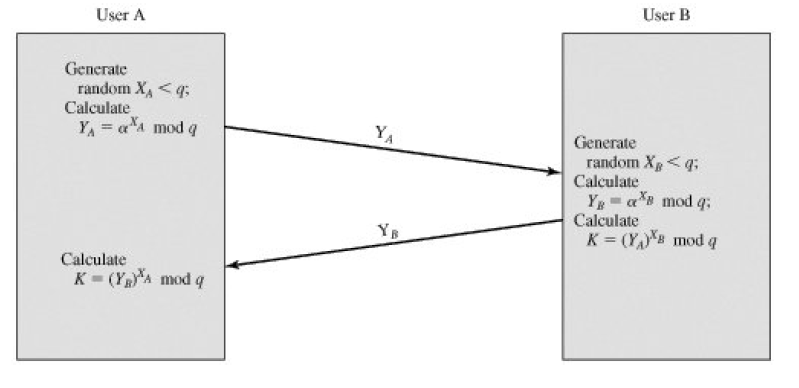 User A
Generate
random X_A < q;
Calculate
Y_A = α^{X_A} mod q
Calculate
K = (Y_B)^{X_A} mod q
Y_A
Y_B
User B
Generate
random X_B < q;
Calculate
Y_B = α^{X_B} mod q;
Calculate
K = (Y_A)^{X_B} mod q